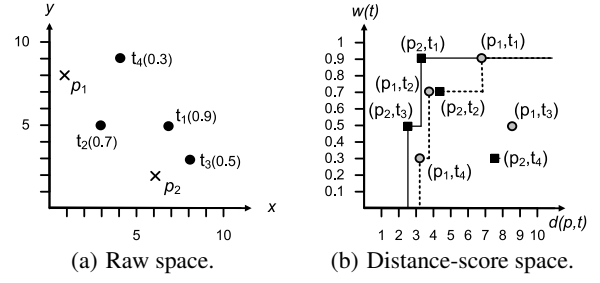 y
10
5
t4(0.3)
p1
t1(0.9)
t2(0.7)
t3(0.5)
p2
x
5
10
(a) Raw space.
w(t)
1
0.9
0.8
0.7
0.6
0.5
0.4
0.3
0.2
0.1
(p2,t1)
(p1,t1)
(p1,t2)
(p2,t2)
(p2,t3)
(p1,t3)
(p1,t4)
(p2,t4)
d(p,t)
1 2 3 4 5 6 7 8 9 10
(b) Distance-score space.